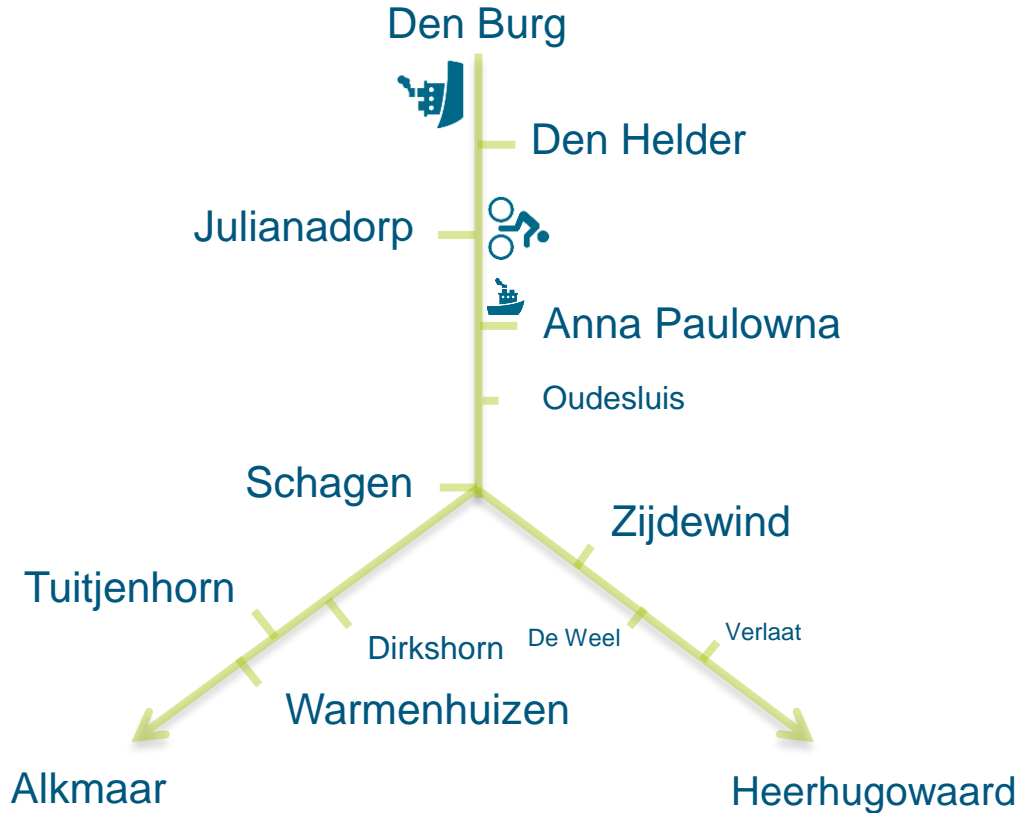 Den Burg
Den Helder
Julianadorp
Anna Paulowna
Oudesluis
Schagen
Zijdewind
Tuitjenhorn
Dirkshorn
De Weel
Verlaat
Warmenhuizen
Alkmaar
Heerhugowaard